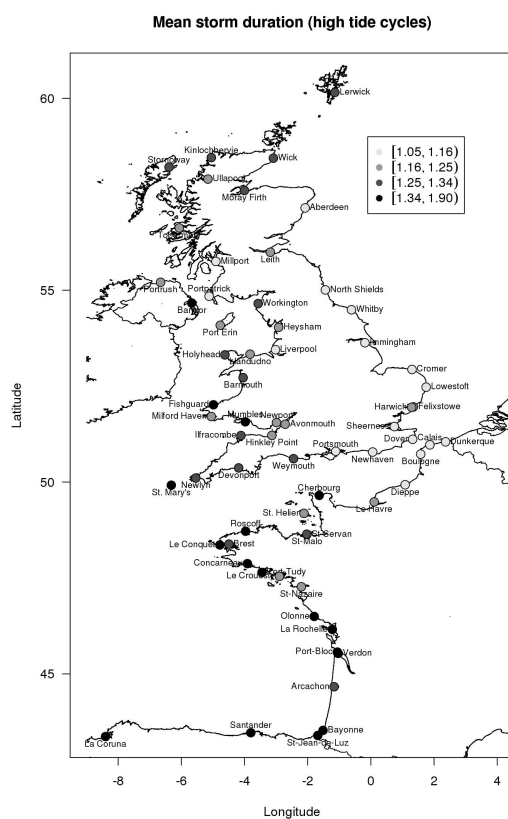 Mean storm duration (high tide cycles)
60
Lerwick
[1.05, 1.16)
[1.16, 1.25)
[1.25, 1.34)
[1.34, 1.90)
Kinlochbervie
Wick
Stornoway
Ullapool
Moray Firth
Aberdeen
Leith
Millport
Portrush
Portpatrick
55
North Shields
Bangor
Workington
Whitby
Port Erin
Heysham
Immingham
Liverpool
Holyhead
Llandudno
Cromer
Barmouth
Lowestoft
Fishguard
Harwich
Felixstowe
Milford Haven
Mumbles
Newport
Avonmouth
Sheerness
Ilfracombe
Hinkley Point
Portsmouth
Dover
Calais
Dunkerque
Newhaven
Boulogne
Weymouth
Devonport
Newlyn
50
St. Mary's
Cherbourg
Dieppe
Le Havre
St. Helier
Roscoff
St-Servan
St-Malo
Le Conquet
Brest
Concarneau
Port-Tudy
Le Crouesty
St-Nazaire
Olonne
La Rochelle
Port-Bloc
Verdon
45
Arcachon
Santander
Bayonne
La Coruna
St-Jean-de-Luz
-8
-6
-4
-2
0
2
4
Longitude
Latitude